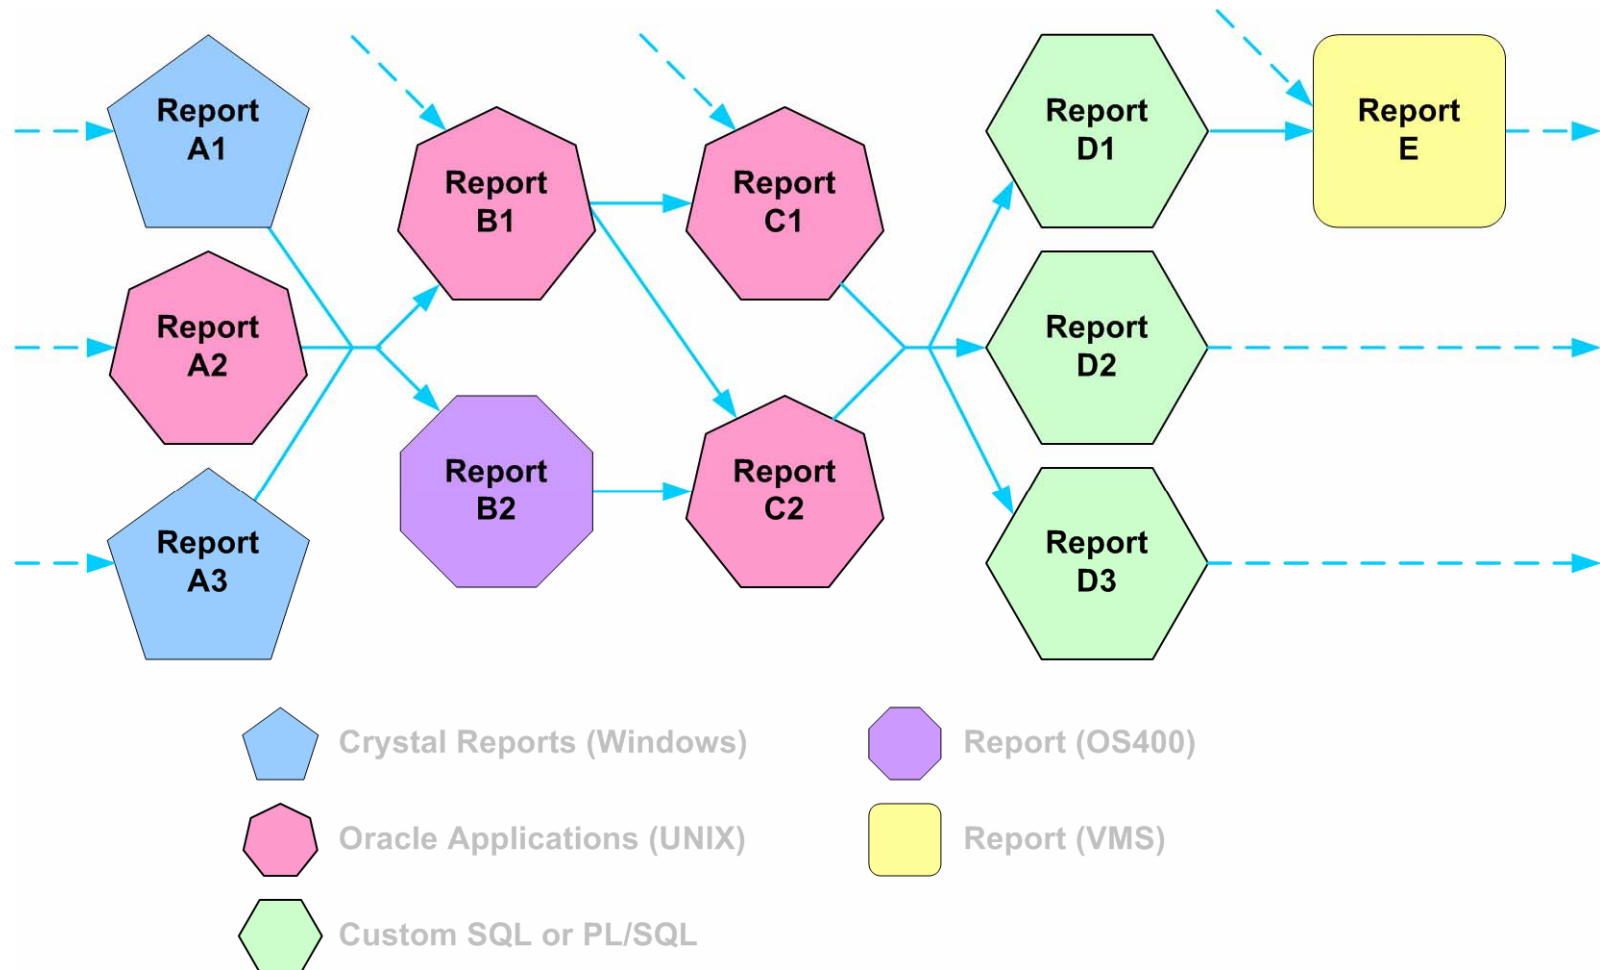 Report
A1
Report
A2
Report
A3
Report
B1
Report
B2
Report
C1
Report
C2
Report
D1
Report
D2
Report
D3
Report
E
Crystal Reports (Windows)
Oracle Applications (UNIX)
Custom SQL or PL/SQL
Report (OS400)
Report (VMS)